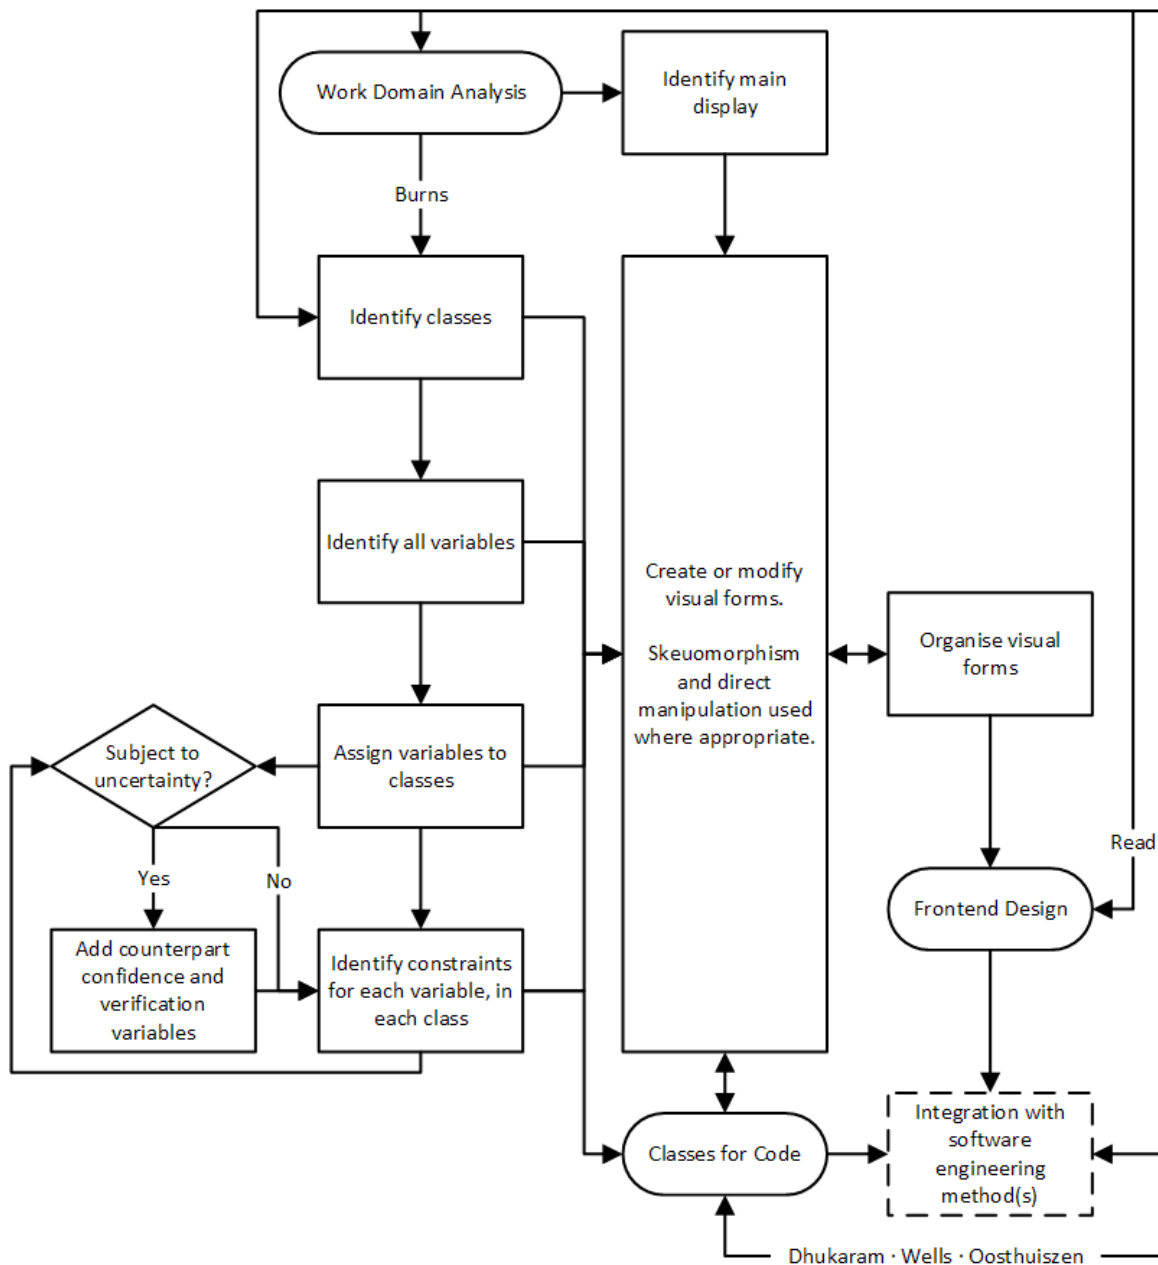 Work Domain Analysis
Identify main
display
Burns
Identify classes
Identify all variables
Create or modify
visual forms.
Skeuomorphism
and direct
manipulation used
where appropriate.
Organise visual
forms
Subject to
uncertainty?
Assign variables to
classes
Read
Yes
No
Frontend Design
Add counterpart
confidence and
verification
variables
Identify constraints
for each variable, in
each class
Classes for Code
Integration with
software
engineering
method(s)
Dhukaram · Wells · Oosthuiszen